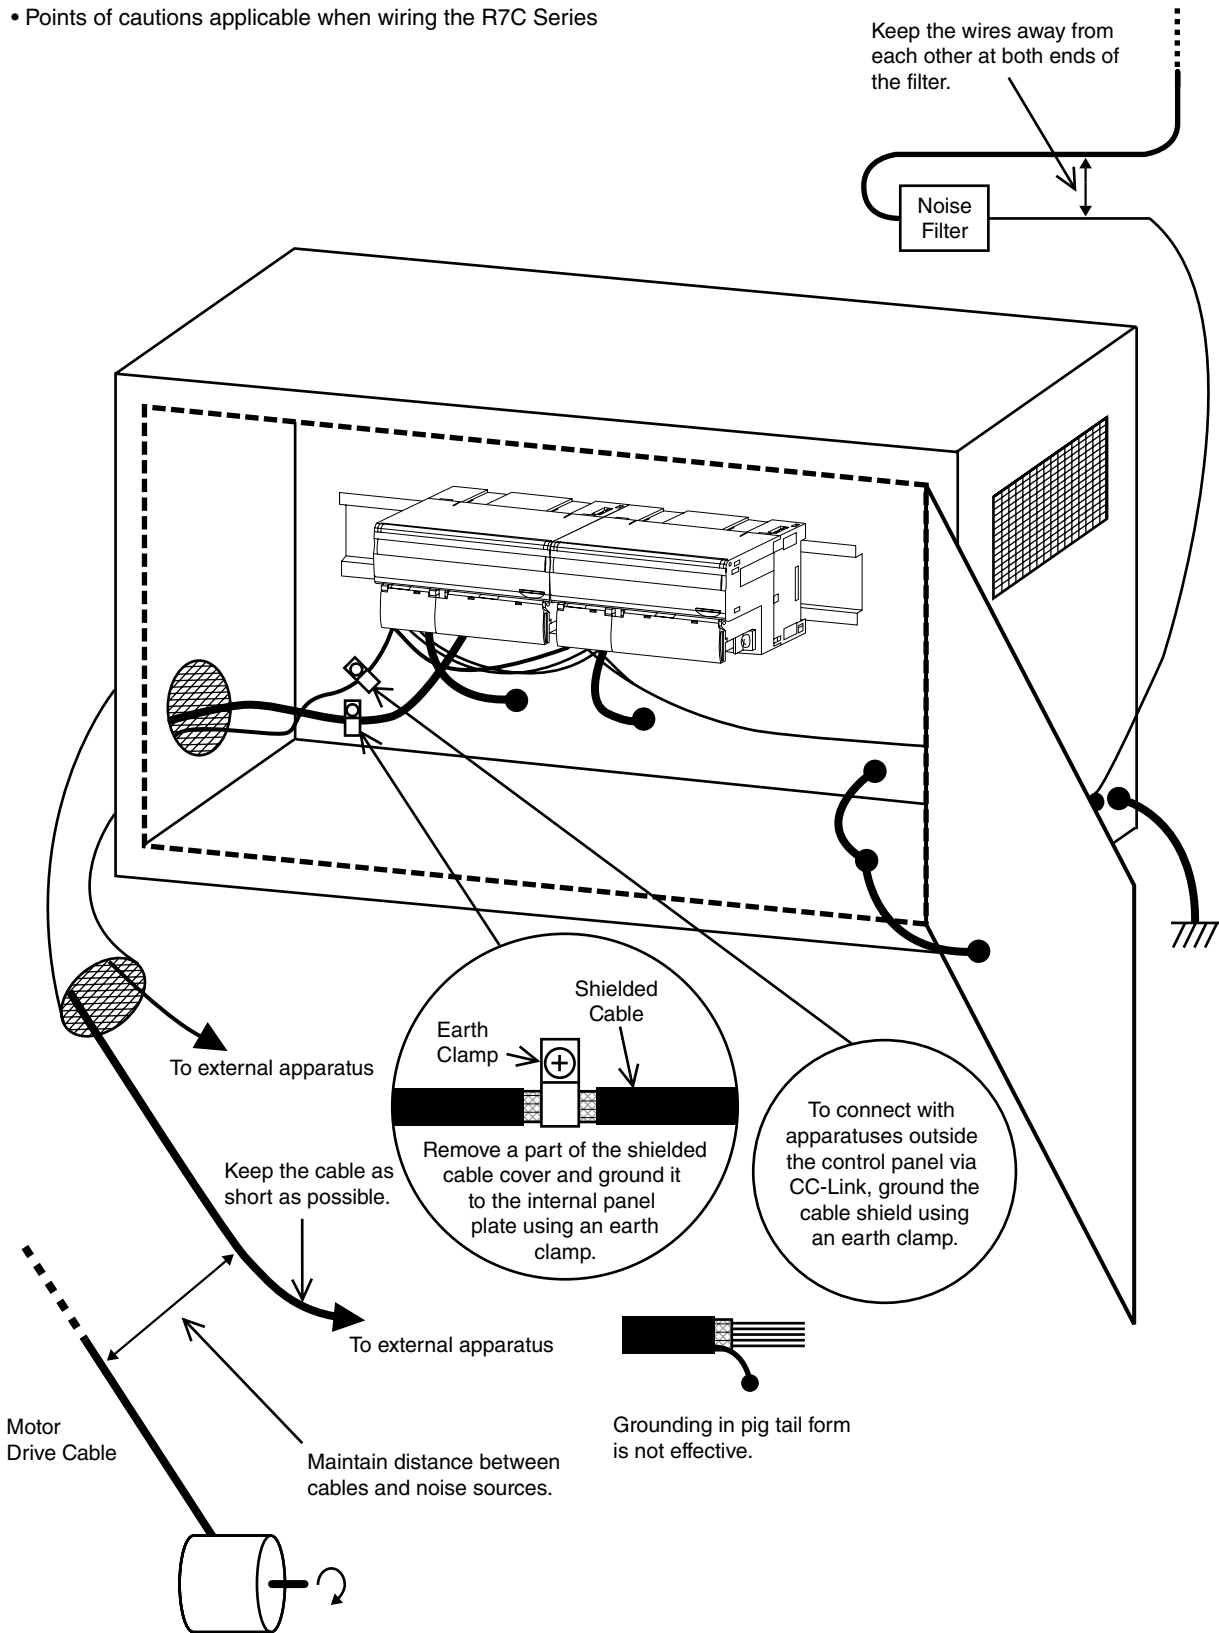 • Points of cautions applicable when wiring the R7C Series
Keep the wires away from
each other at both ends of
the filter.
Noise
Filter
Shielded
Cable
Earth
Clamp
To external apparatus
Remove a part of the shielded
cable cover and ground it
to the internal panel
plate using an earth
clamp.
To connect with
apparatuses outside
the control panel via
CC-Link, ground the
cable shield using
an earth clamp.
Keep the cable as
short as possible.
To external apparatus
Motor
Drive Cable
Maintain distance between
cables and noise sources.
Grounding in pig tail form
is not effective.